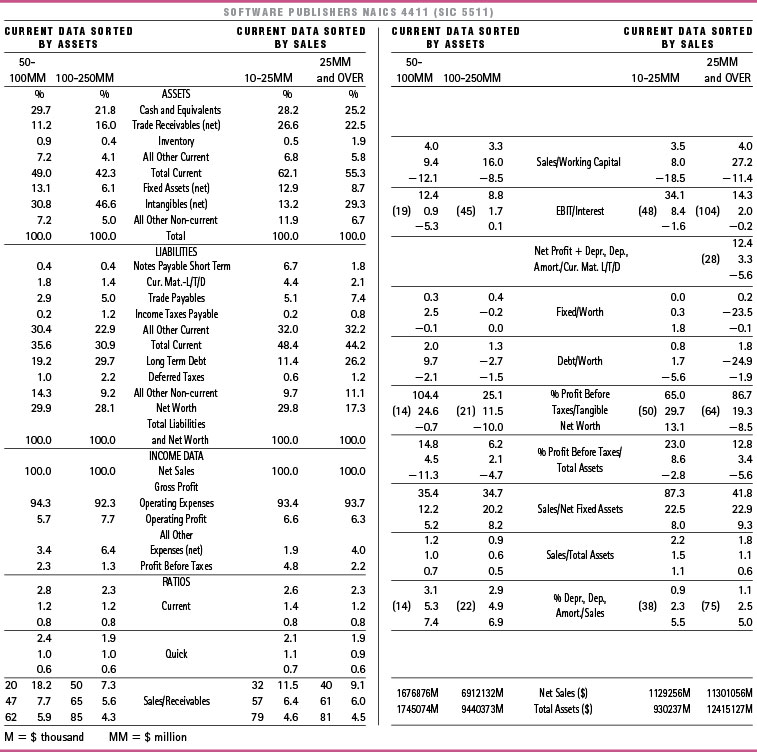 SOFTWARE PUBLISHERS NAICS 4411 (SIC 5511)
CURRENT DATA SORTED BY ASSETS CURRENT DATA SORTED BY SALES
50-100MM 100-250MM 10-25MM 25MM and OVER
% % ASSETS % %
29.7 21.8 Cash and Equivalents 28.2 25.2
11.2 16.0 Trade Receivables (net) 26.6 22.5
0.9 0.4 Inventory 0.5 1.9
7.2 4.1 All Other Current 6.8 5.8
49.0 42.3 Total Current 62.1 55.3
13.1 6.1 Fixed Assets (net) 12.9 8.7
30.8 46.6 Intangibles (net) 13.2 29.3
7.2 5.0 All Other Non-current 11.9 6.7
100.0 100.0 Total 100.0 100.0
LIABILITIES
0.4 0.4 Notes Payable Short Term 6.7 1.8
1.8 1.4 Cur. Mat.-L/T/D 4.4 2.1
2.9 5.0 Trade Payables 5.1 7.4
0.2 1.2 Income Taxes Payable 0.2 0.8
30.4 22.9 All Other Current 32.0 32.2
35.6 30.9 Total Current 48.4 44.2
19.2 29.7 Long Term Debt 11.4 26.2
1.0 2.2 Deferred Taxes 0.6 1.2
14.3 9.2 All Other Non-current 9.7 11.1
29.9 28.1 Net Worth 29.8 17.3
Total Liabilities
100.0 100.0 and Net Worth 100.0 100.0
INCOME DATA
100.0 100.0 Net Sales 100.0 100.0
Gross Profit
94.3 92.3 Operating Expenses 93.4 93.7
5.7 7.7 Operating Profit 6.6 6.3
All Other
3.4 6.4 Expenses (net) 1.9 4.0
2.3 1.3 Profit Before Taxes 4.8 2.2
RATIOS
2.8 2.3 2.6 2.3
1.2 1.2 Current 1.4 1.2
0.8 0.8 0.8 0.8
2.4 1.9 2.1 1.9
1.0 1.0 Quick 1.1 0.9
0.6 0.6 0.7 0.6
20 18.2 50 7.3 32 11.5 40 9.1
47 7.7 65 5.6 Sales/Receivables 57 6.4 61 6.0
62 5.9 85 4.3 79 4.6 81 4.5
M = $ thousand MM = $ million
CURRENT DATA SORTED BY ASSETS CURRENT DATA SORTED BY SALES
50-100MM 100-250MM 10-25MM 25MM and OVER
4.0 3.3 3.5 4.0
9.4 16.0 Sales/Working Capital 8.0 27.2
−12.1 −8.5 −18.5 −11.4
12.4 8.8 34.1 14.3
(19) 0.9 (45) 1.7 EBIT/Interest (48) 8.4 (104) 2.0
−5.3 0.1 −1.6 −0.2
12.4
Net Profit + Depr., Dep., (28) 3.3
Amort./Cur. Mat. L/T/D −5.6
0.3 0.4 0.0 0.2
2.5 −0.2 Fixed/Worth 0.3 −23.5
−0.1 0.0 1.8 −0.1
2.0 1.3 0.8 1.8
9.7 −2.7 Debt/Worth 1.7 −24.9
−2.1 −1.5 −5.6 −1.9
104.4 25.1 % Profit Before 65.0 86.7
(14) 24.6 (21) 11.5 Taxes/Tangible (50) 29.7 (64) 19.3
−0.7 −10.0 Net Worth 13.1 −8.5
14.8 6.2 23.0 12.8
4.5 2.1 % Profit Before Taxes/ Total Assets 8.6 3.4
−11.3 −4.7 −2.8 −5.6
35.4 34.7 87.3 41.8
12.2 20.2 Sales/Net Fixed Assets 22.5 22.9
5.2 8.2 8.0 9.3
1.2 0.9 2.2 1.8
1.0 0.6 Sales/Total Assets 1.5 1.1
0.7 0.5 1.1 0.6
3.1 2.9 0.9 1.1
(14) 5.3 (22) 4.9 % Depr., Dep, Amort./Sales (38) 2.3 (75) 2.5
7.4 6.9 5.5 5.0
1676876M 6912132M Net Sales ($) 1129256M 11301056M
1745074M 9440373M Total Assets ($) 930237M 12415127M